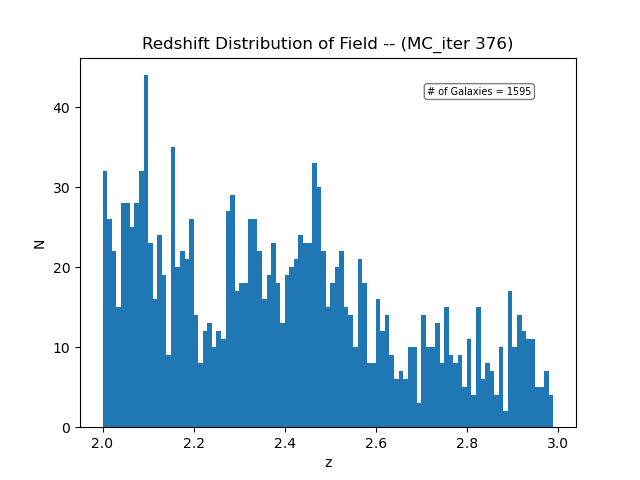 Redshift Distribution of Field -- (MC_iter 376)
# of Galaxies = 1595
N
40
30
20
10
0
2.0 2.2 2.4 2.6 2.8 3.0
z